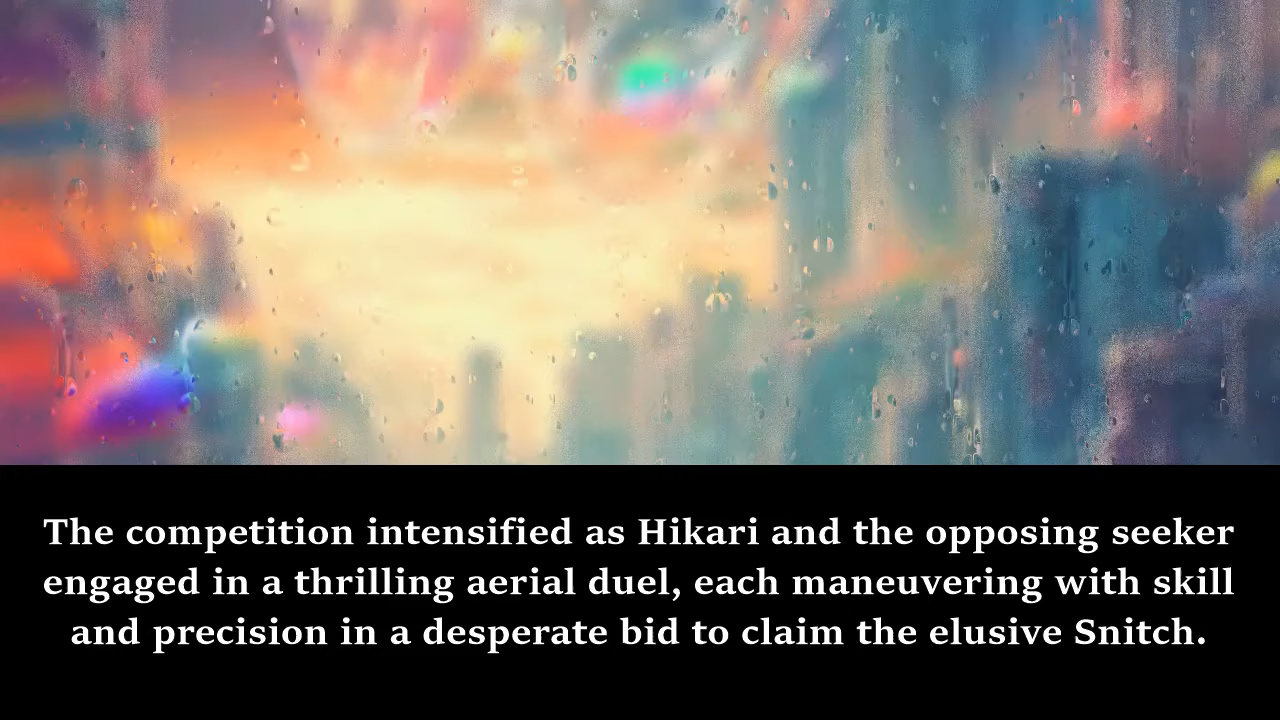 The competition intensified as Hikari and the opposing seeker
engaged in a thrilling aerial duel, each maneuvering with skill
and precision in a desperate bid to claim the elusive Snitch.